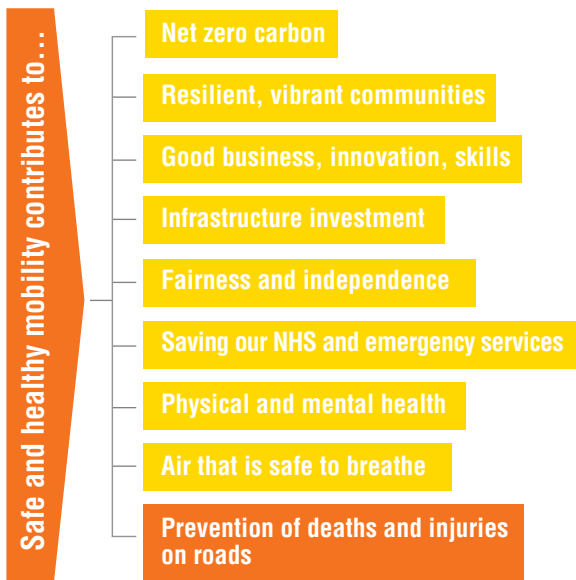 Safe and healthy mobility contributes to...
Net zero carbon
Resilient, vibrant communities
Good business, innovation, skills
Infrastructure investment
Fairness and independence
Saving our NHS and emergency services
Physical and mental health
Air that is safe to breathe
Prevention of deaths and injuries
on roads